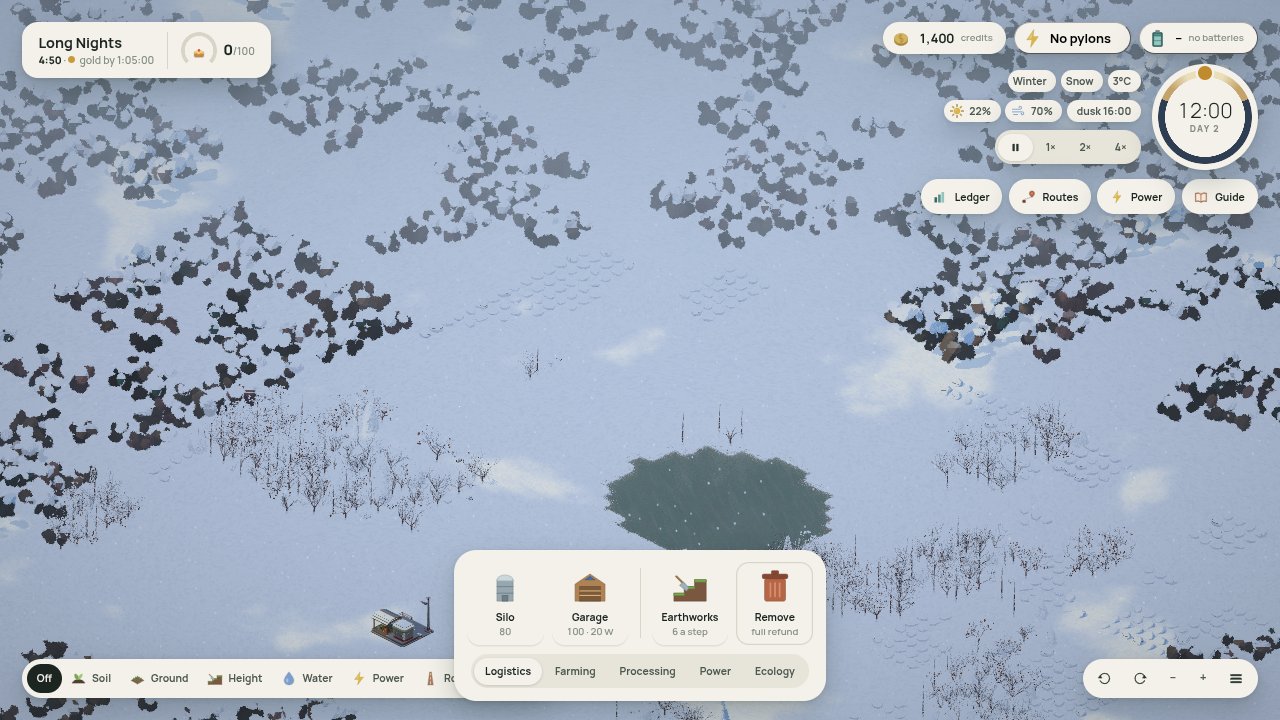 Long Nights
4:50 · gold by 1:05:00
0/100
1,400 credits
No pylons
– no batteries
Winter
Snow
3°C
22%
70%
dusk 16:00
12:00
DAY 2
1×
2×
4×
Ledger
Routes
Power
Guide
Silo
80
Garage
100 · 20 W
Earthworks
6 a step
Remove
full refund
Logistics
Farming
Processing
Power
Ecology
Off
Soil
Ground
Height
Water
Power
Ro
−
+